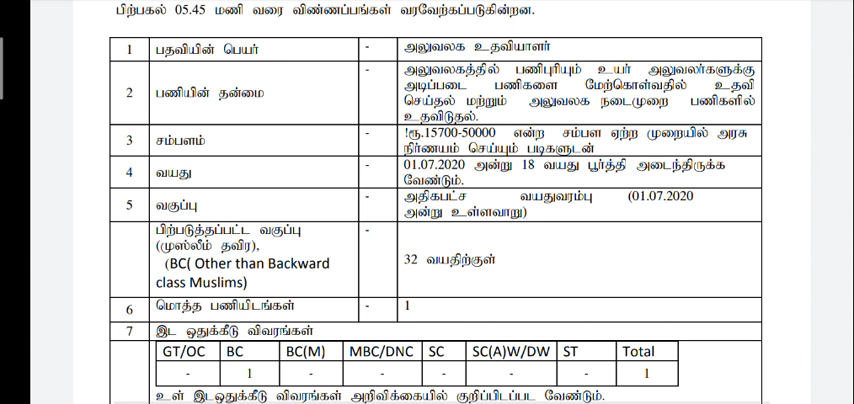 பிற்பகல் 05.45 மணி வரை விண்ணப்பங்கள் வரவேற்கப்படுகின்றன.
1 பதவியின் பெயர் - அலுவலக உதவியாளர்
2 பணியின் தன்மை - அலுவலகத்தில் பணிபுரியும் உயர் அலுவலர்களுக்கு
அடிப்படை பணிகளை மேற்கொள்வதில் உதவி
செய்தல் மற்றும் அலுவலக நடைமுறை பணிகளில்
உதவிடுதல்.
3 சம்பளம் - !ரூ.15700-50000 என்ற சம்பள ஏற்ற முறையில் அரசு
நிர்ணயம் செய்யும் படிகளுடன்
4 வயது - 01.07.2020 அன்று 18 வயது பூர்த்தி அடைந்திருக்க
வேண்டும்.
5 வகுப்பு - அதிகபட்ச வயதுவரம்பு (01.07.2020
அன்று உள்ளவாறு)
பிற்படுத்தப்பட்ட வகுப்பு -
(முஸ்லீம் தவிர),
(BC( Other than Backward
class Muslims)
32 வயதிற்குள்
6 மொத்த பணியிடங்கள் - 1
7 இட ஒதுக்கீடு விவரங்கள்
GT/OC BC BC(M) MBC/DNC SC SC(A)W/DW ST Total
- 1 - - - - - 1
உள் இடஒதுக்கீடு விவரங்கள் அறிவிக்கையில் குறிப்பிடப்பட வேண்டும்.